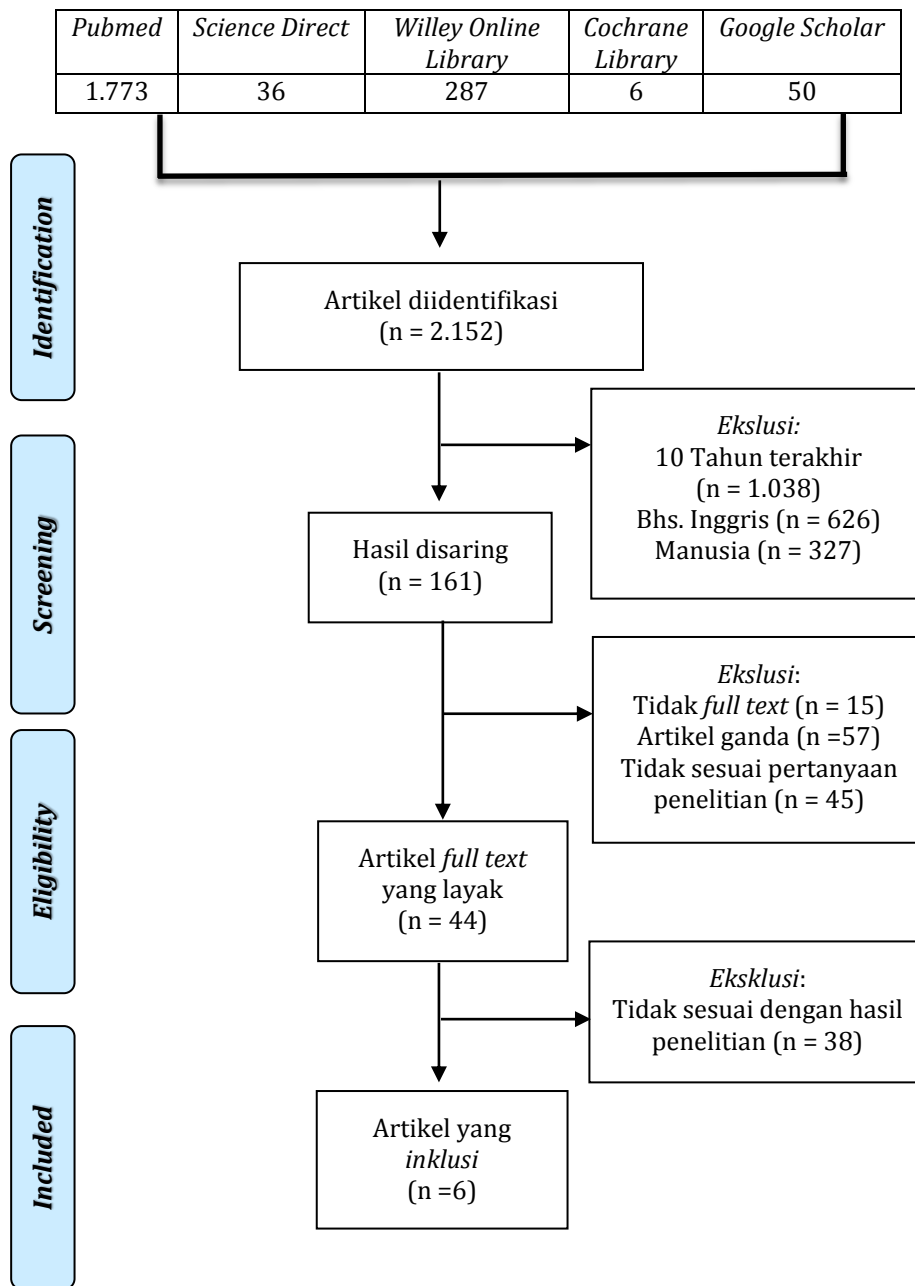 Pubmed Science Direct Willey Online Cochrane Google Scholar
Library Library
1.773 36 287 6 50
Identification
Artikel diidentifikasi
(n = 2.152)
Ekslusi:
10 Tahun terakhir
(n = 1.038)
Bhs. Inggris (n = 626)
Manusia (n = 327)
Screening
Hasil disaring
(n = 161)
Ekslusi:
Tidak full text (n = 15)
Artikel ganda (n =57)
Tidak sesuai pertanyaan
penelitian (n = 45)
Eligibility
Artikel full text
yang layak
(n = 44)
Eksklusi:
Tidak sesuai dengan hasil
penelitian (n = 38)
Included
Artikel yang
inklusi
(n =6)